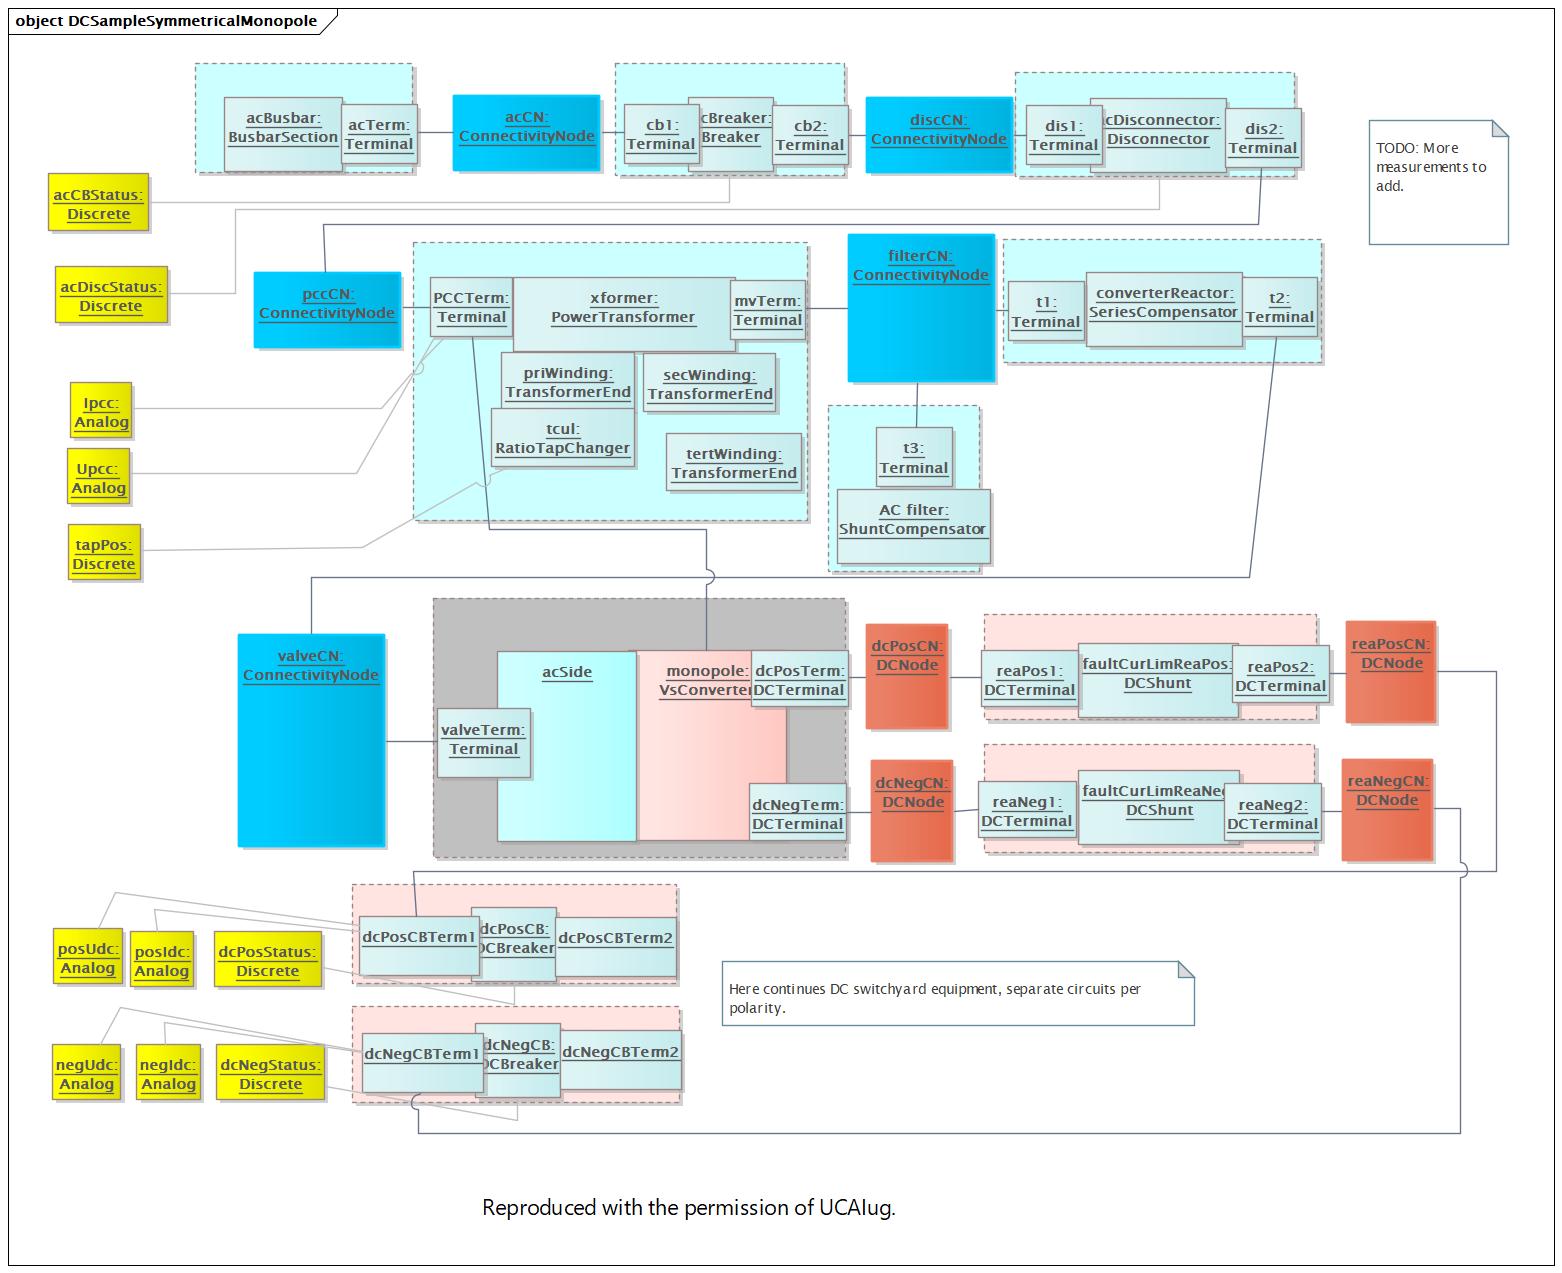 object DCSampleSymmetricalMonopole
acBusbar:
BusbarSection
acTerm:
Terminal
acCN:
ConnectivityNode
cb1:
Terminal
cBreaker:
Breaker
cb2:
Terminal
discCN:
ConnectivityNode
dis1:
Terminal
cDisconnector:
Disconnector
dis2:
Terminal
TODO: More
measurements to
add.
acCBStatus:
Discrete
acDiscStatus:
Discrete
pccCN:
ConnectivityNode
PCCTerm:
Terminal
xformer:
PowerTransformer
mvTerm:
Terminal
filterCN:
ConnectivityNode
t1:
Terminal
converterReactor:
SeriesCompensator
t2:
Terminal
priWinding:
TransformerEnd
secWinding:
TransformerEnd
tcul:
RatioTapChanger
tertWinding:
TransformerEnd
Ipcc:
Analog
Upcc:
Analog
tapPos:
Discrete
t3:
Terminal
AC filter:
ShuntCompensator
valveCN:
ConnectivityNode
valveTerm:
Terminal
acSide
monopole:
VsConverter
dcPosTerm:
DCTerminal
dcPosCN:
DCNode
reaPos1:
DCTerminal
faultCurLimReaPos:
DCShunt
reaPos2:
DCTerminal
reaPosCN:
DCNode
dcNegTerm:
DCTerminal
dcNegCN:
DCNode
reaNeg1:
DCTerminal
faultCurLimReaNeg
DCShunt
reaNeg2:
DCTerminal
reaNegCN:
DCNode
posUdc:
Analog
posIdc:
Analog
dcPosStatus:
Discrete
dcPosCBTerm1
dcPosCB:
DCBreaker
dcPosCBTerm2
Here continues DC switchyard equipment, separate circuits per
polarity.
negUdc:
Analog
negIdc:
Analog
dcNegStatus:
Discrete
dcNegCBTerm1
dcNegCB:
DCBreaker
dcNegCBTerm2
Reproduced with the permission of UCAIug.